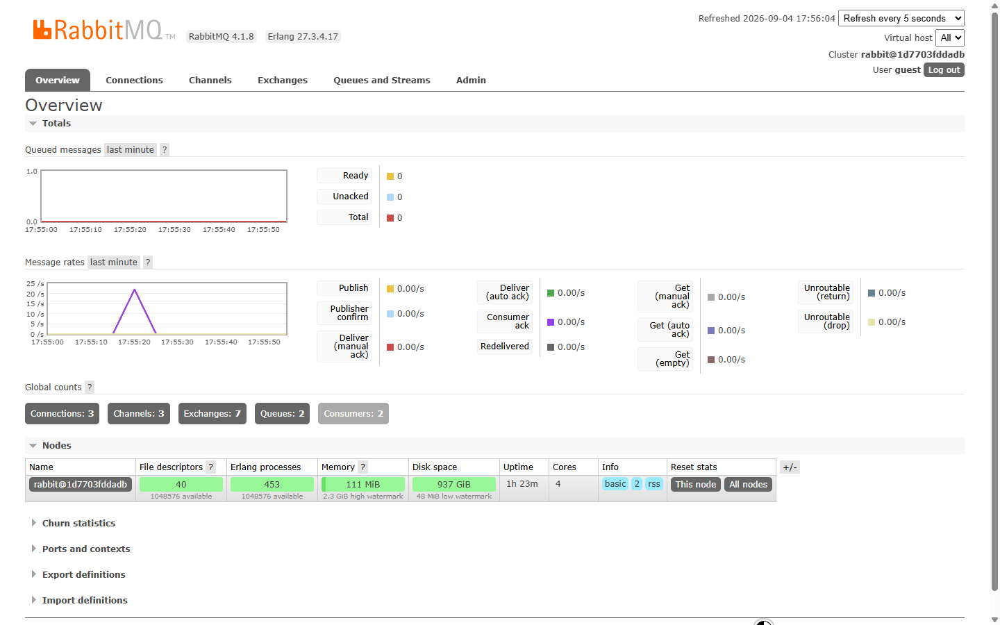 RabbitMQ TM
RabbitMQ 4.1.8
Erlang 27.3.4.17
Refreshed 2026-09-04 17:56:04
Refresh every 5 seconds
Virtual host
All
Cluster rabbit@1d7703fddadb
User guest
Log out
Overview
Connections
Channels
Exchanges
Queues and Streams
Admin
Overview
Totals
Queued messages last minute ?
1.0
0.0
17:55:00 17:55:10 17:55:20 17:55:30 17:55:40 17:55:50
Ready 0
Unacked 0
Total 0
Message rates last minute ?
25 /s
20 /s
15 /s
10 /s
5 /s
0 /s
17:55:00 17:55:10 17:55:20 17:55:30 17:55:40 17:55:50
Publish 0.00/s
Publisher
confirm 0.00/s
Deliver
(manual
ack) 0.00/s
Deliver
(auto ack) 0.00/s
Consumer
ack 0.00/s
Redelivered 0.00/s
Get
(manual
ack) 0.00/s
Get (auto
ack) 0.00/s
Get
(empty) 0.00/s
Unroutable
(return) 0.00/s
Unroutable
(drop) 0.00/s
Global counts ?
Connections: 3
Channels: 3
Exchanges: 7
Queues: 2
Consumers: 2
Nodes
Name File descriptors ? Erlang processes Memory ? Disk space Uptime Cores Info Reset stats +/-
rabbit@1d7703fddadb 40 453 111 MiB 937 GiB 1h 23m 4 basic 2 rss This node All nodes
1048576 available 1048576 available 2.3 GiB high watermark 48 MiB low watermark
Churn statistics
Ports and contexts
Export definitions
Import definitions